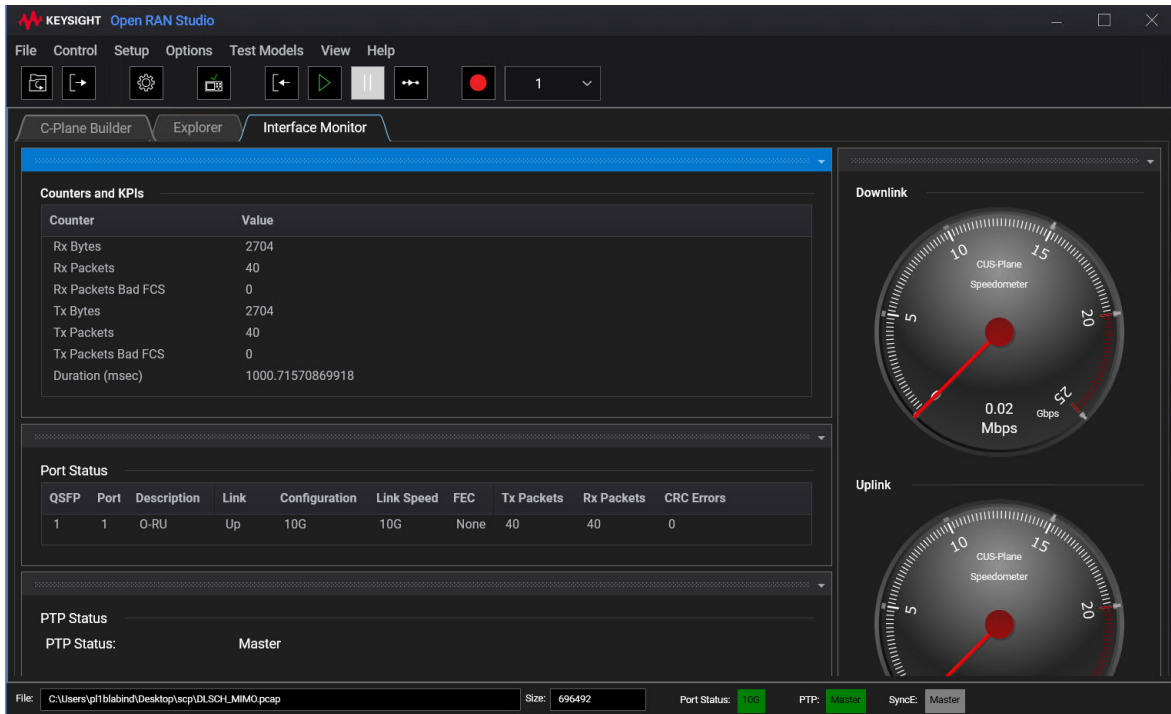 KEYSIGHT Open RAN Studio
File Control Setup Options Test Models View Help
1
C-Plane Builder Explorer Interface Monitor
Counters and KPIs
Counter Value
Rx Bytes 2704
Rx Packets 40
Rx Packets Bad FCS 0
Tx Bytes 2704
Tx Packets 40
Tx Packets Bad FCS 0
Duration (msec) 1000.71570869918
Port Status
QSFP Port Description Link Configuration Link Speed FEC Tx Packets Rx Packets CRC Errors
1 1 O-RU Up 10G 10G None 40 40 0
PTP Status
PTP Status: Master
Downlink
0 5 10 15 20 25
CUS-Plane
Speedometer
0.02
Mbps
Gbps
Uplink
5 10 15 20
CUS-Plane
Speedometer
File: C:\Users\pl1blabind\Desktop\scp\DLSCH_MIMO.pcap Size: 696492 Port Status: 10G PTP: Master SyncE: Master